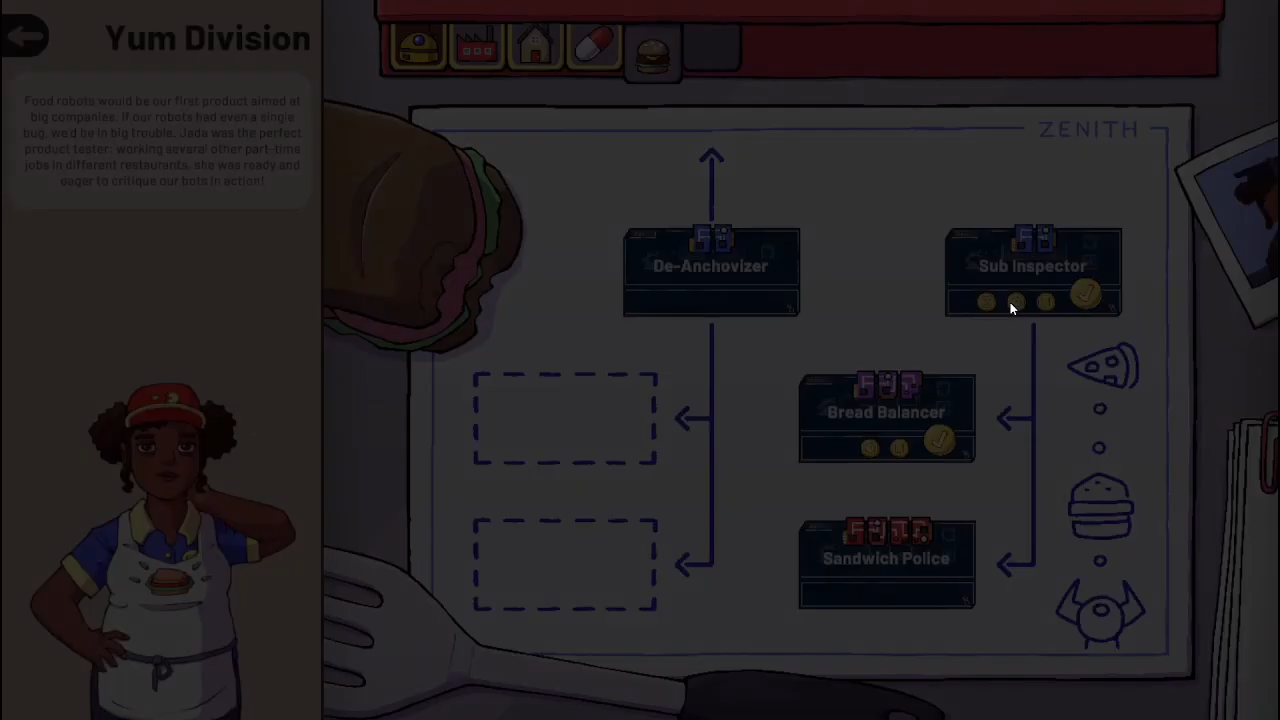 Yum Division
Food robots would be our first product aimed at
big companies. If our robots had even a single
bug, we'd be in big trouble. Jada was the perfect
product tester: working several other part-time
jobs in different restaurants, she was ready and
eager to critique our bots in action!
ZENITH
De-Anchovizer
Sub Inspector
Bread Balancer
Sandwich Police